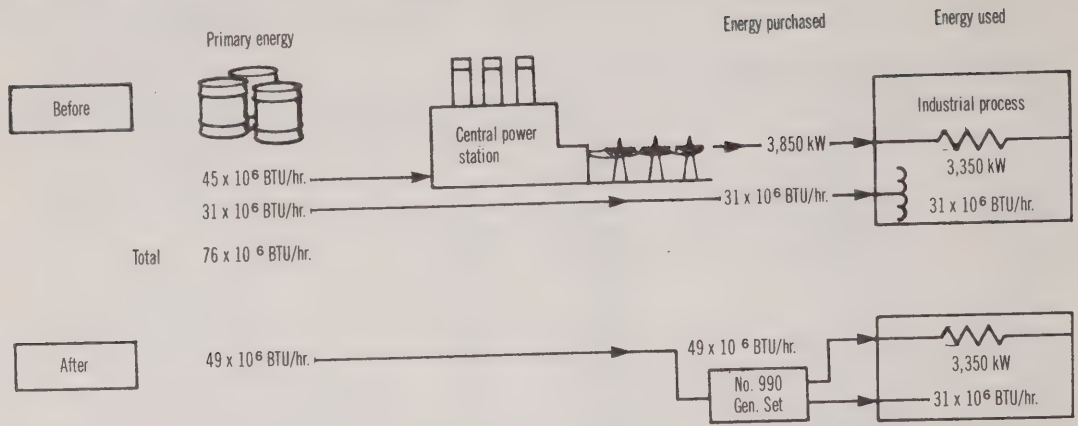 Energy purchased
Energy used
Primary energy
Before
Central power
station
Industrial process
3,850 kW
3,350 kW
45 x 10⁶ BTU/hr.
31 x 10⁶ BTU/hr.
31 x 10⁶ BTU/hr.
31 x 10⁶ BTU/hr.
Total
76 x 10⁶ BTU/hr.
After
49 x 10⁶ BTU/hr.
49 x 10⁶ BTU/hr.
No. 990
Gen. Set
3,350 kW
31 x 10⁶ BTU/hr.